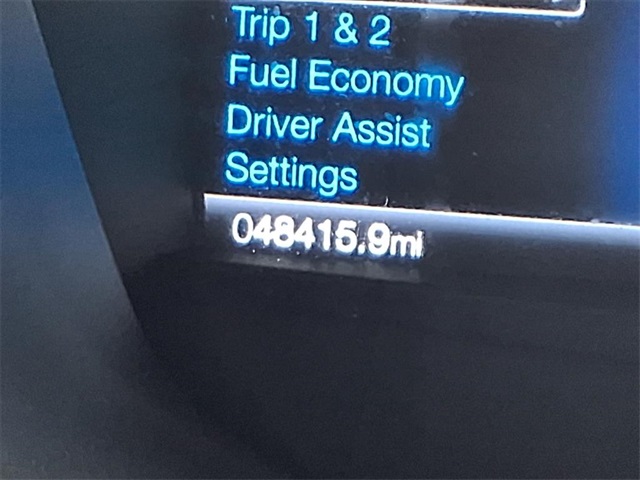 Trip 1 & 2
Fuel Economy
Driver Assist
Settings
048415.9mi